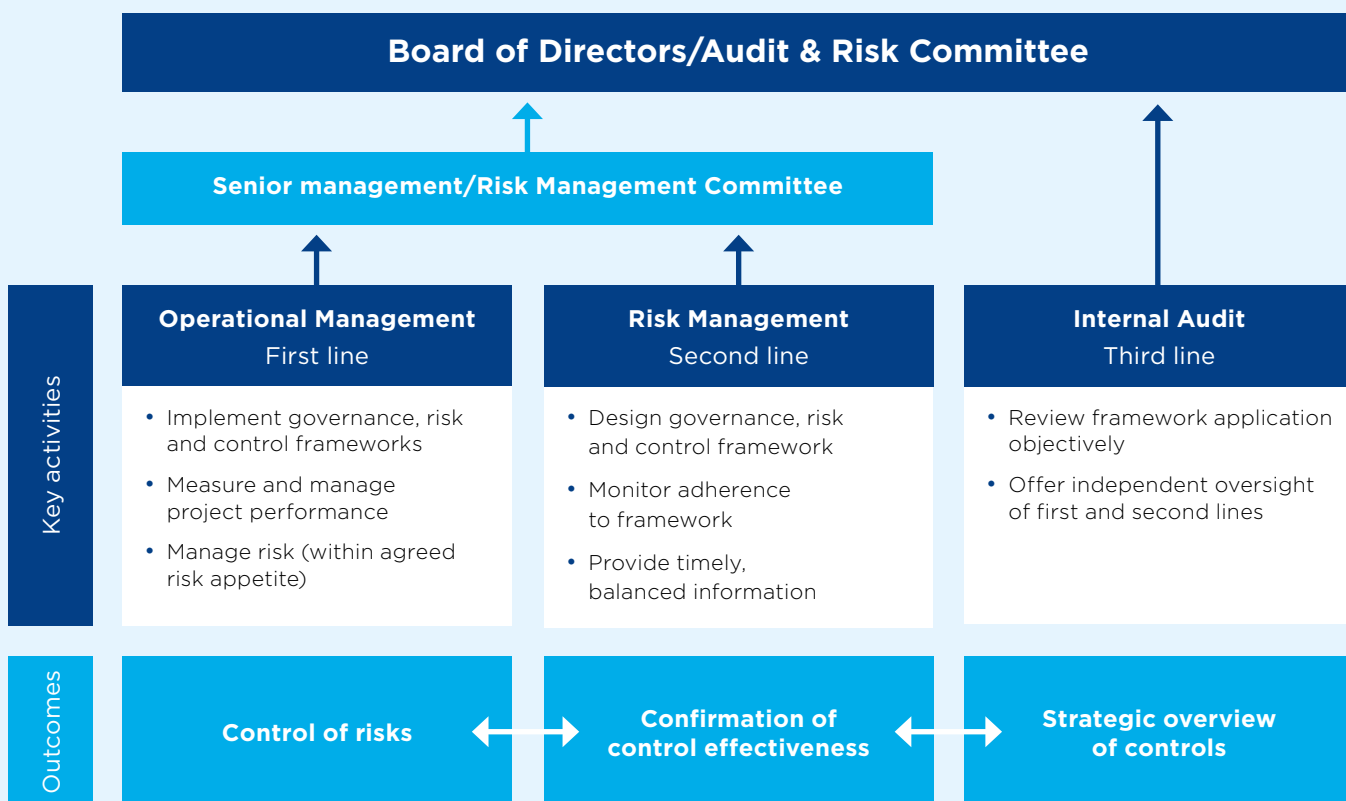 Board of Directors/Audit & Risk Committee
Senior management/Risk Management Committee
Key activities
Operational Management
First line
• Implement governance, risk
and control frameworks
• Measure and manage
project performance
• Manage risk (within agreed
risk appetite)
Risk Management
Second line
• Design governance, risk
and control framework
• Monitor adherence
to framework
• Provide timely,
balanced information
Internal Audit
Third line
• Review framework application
objectively
• Offer independent oversight
of first and second lines
Outcomes
Control of risks
Confirmation of
control effectiveness
Strategic overview
of controls